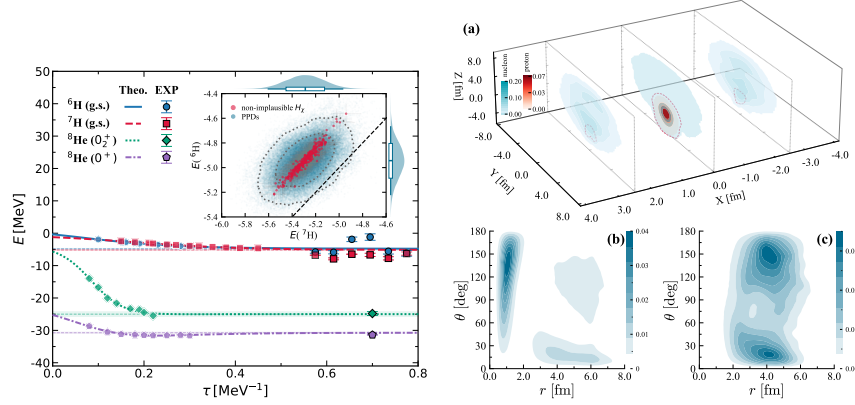 50
40
30
20
10
0
-10
-20
-30
-40
E [MeV]
Theo. EXP
⁶H (g.s.)
⁷H (g.s.)
⁸He (0₂⁺)
⁸He (0⁺)
-4.4
-4.6
-4.8
-5.0
-5.2
-5.4
E(⁶H)
non-implausible Hχ
PPDs
-6.0 -5.8 -5.6 -5.4 -5.2 -5.0 -4.8 -4.6
E(⁷H)
0.0 0.2 0.4 0.6 0.8
τ [MeV⁻¹]
(a)
8.0
4.0
0.0
-4.0
-8.0
Z [fm]
nucleon
0.20
0.10
0.00
proton
0.07
0.03
0.00
-4.0
0.0
4.0
8.0
Y [fm]
4.0 3.0 2.0 1.0 0.0 -1.0 -2.0 -3.0 -4.0
X [fm]
(b)
180
150
120
90
60
30
0
θ [deg]
0.0 2.0 4.0 6.0 8.0
r [fm]
0.04
0.03
0.02
0.01
0.00
(c)
180
150
120
90
60
30
0
θ [deg]
0.0 2.0 4.0 6.0 8.0
r [fm]